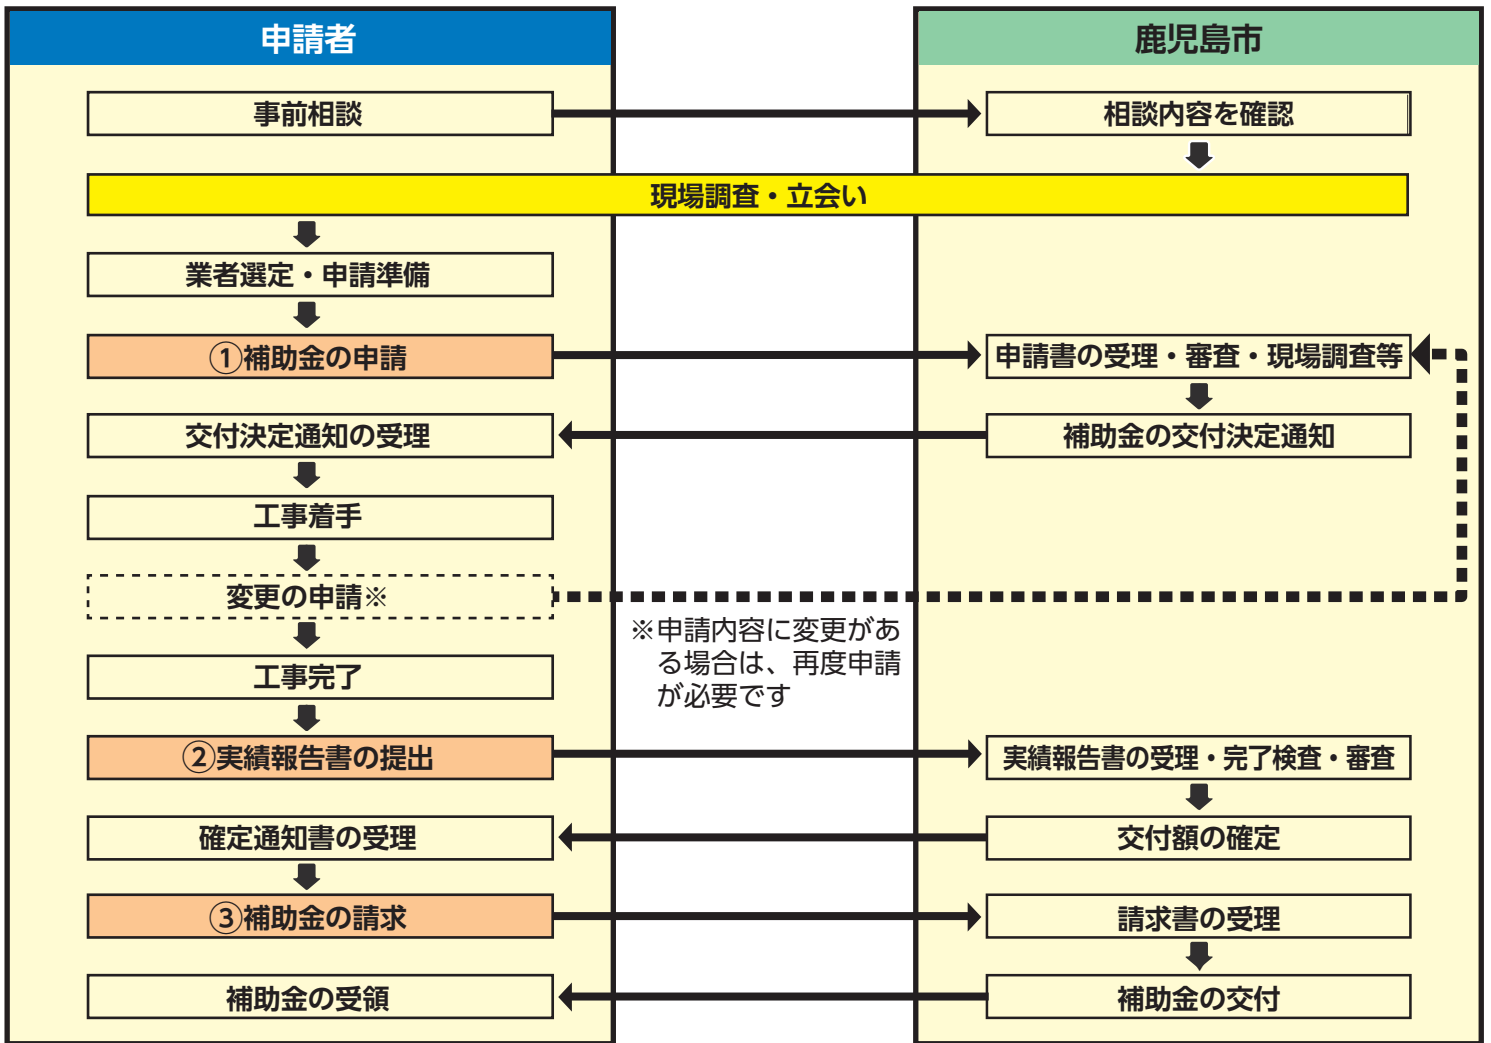 申請者
鹿児島市
事前相談
相談内容を確認
現場調査・立会い
業者選定・申請準備
①補助金の申請
申請書の受理・審査・現場調査等
交付決定通知の受理
補助金の交付決定通知
工事着手
変更の申請※
※申請内容に変更があ
る場合は、再度申請
が必要です
工事完了
②実績報告書の提出
実績報告書の受理・完了検査・審査
確定通知書の受理
交付額の確定
③補助金の請求
請求書の受理
補助金の受領
補助金の交付